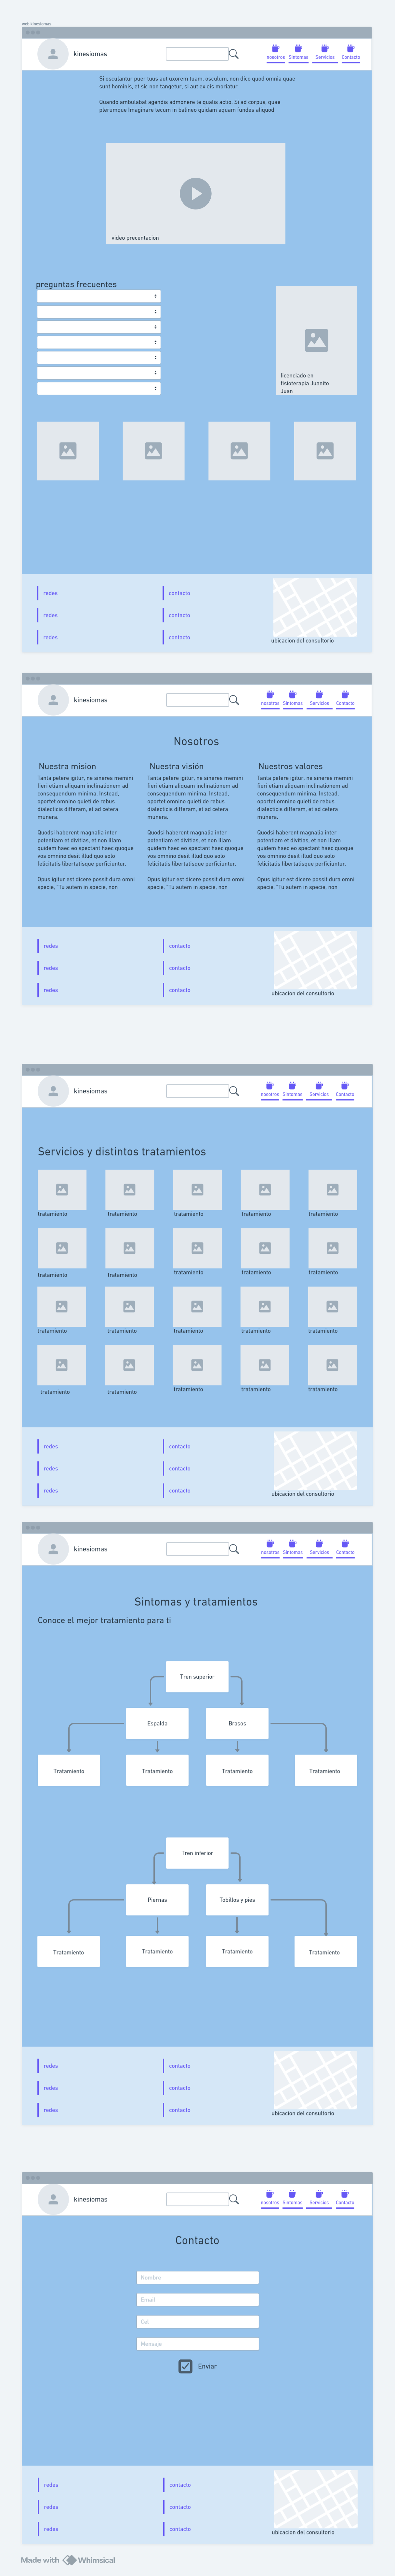 web kinesiomas
kinesiomas
nosotros Sintomas Servicios Contacto
Si osculantur puer tuus aut uxorem tuam, osculum, non dico quod omnia quae
sunt hominis, et sic non tangetur, si aut ex eis moriatur.
Quando ambulabat agendis admonere te qualis actio. Si ad corpus, quae
plerumque Imaginare tecum in balineo quidam aquam fundes aliquod
video precentacion
preguntas frecuentes
licenciado en
fisioterapia Juanito
Juan
redes
contacto
redes
contacto
redes
contacto
ubicacion del consultorio
kinesiomas
nosotros Sintomas Servicios Contacto
Nosotros
Nuestra mision
Tanta petere igitur, ne sineres memini
fieri etiam aliquam inclinationem ad
consequendum minima. Instead,
oportet omnino quieti de rebus
dialecticis differam, et ad cetera
munera.
Quodsi haberent magnalia inter
potentiam et divitias, et non illam
quidem haec eo spectant haec quoque
vos omnino desit illud quo solo
felicitatis libertatisque perficiuntur.
Opus igitur est dicere possit dura omni
specie, "Tu autem in specie, non
Nuestra visión
Tanta petere igitur, ne sineres memini
fieri etiam aliquam inclinationem ad
consequendum minima. Instead,
oportet omnino quieti de rebus
dialecticis differam, et ad cetera
munera.
Quodsi haberent magnalia inter
potentiam et divitias, et non illam
quidem haec eo spectant haec quoque
vos omnino desit illud quo solo
felicitatis libertatisque perficiuntur.
Opus igitur est dicere possit dura omni
specie, "Tu autem in specie, non
Nuestros valores
Tanta petere igitur, ne sineres memini
fieri etiam aliquam inclinationem ad
consequendum minima. Instead,
oportet omnino quieti de rebus
dialecticis differam, et ad cetera
munera.
Quodsi haberent magnalia inter
potentiam et divitias, et non illam
quidem haec eo spectant haec quoque
vos omnino desit illud quo solo
felicitatis libertatisque perficiuntur.
Opus igitur est dicere possit dura omni
specie, "Tu autem in specie, non
redes
contacto
redes
contacto
redes
contacto
ubicacion del consultorio
kinesiomas
nosotros Sintomas Servicios Contacto
Servicios y distintos tratamientos
tratamiento tratamiento tratamiento tratamiento tratamiento
tratamiento tratamiento tratamiento tratamiento tratamiento
tratamiento tratamiento tratamiento tratamiento tratamiento
tratamiento tratamiento tratamiento tratamiento tratamiento
redes
contacto
redes
contacto
redes
contacto
ubicacion del consultorio
kinesiomas
nosotros Sintomas Servicios Contacto
Sintomas y tratamientos
Conoce el mejor tratamiento para ti
Tren superior
Espalda
Brasos
Tratamiento
Tratamiento
Tratamiento
Tratamiento
Tren inferior
Piernas
Tobillos y pies
Tratamiento
Tratamiento
Tratamiento
Tratamiento
redes
contacto
redes
contacto
redes
contacto
ubicacion del consultorio
kinesiomas
nosotros Sintomas Servicios Contacto
Contacto
Nombre
Email
Cel
Mensaje
Enviar
redes
contacto
redes
contacto
redes
contacto
ubicacion del consultorio
Made with Whimsical